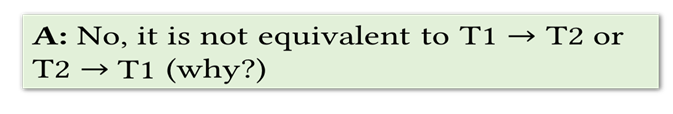 A: No, it is not equivalent to T1 → T2 or
T2 → T1 (why?)